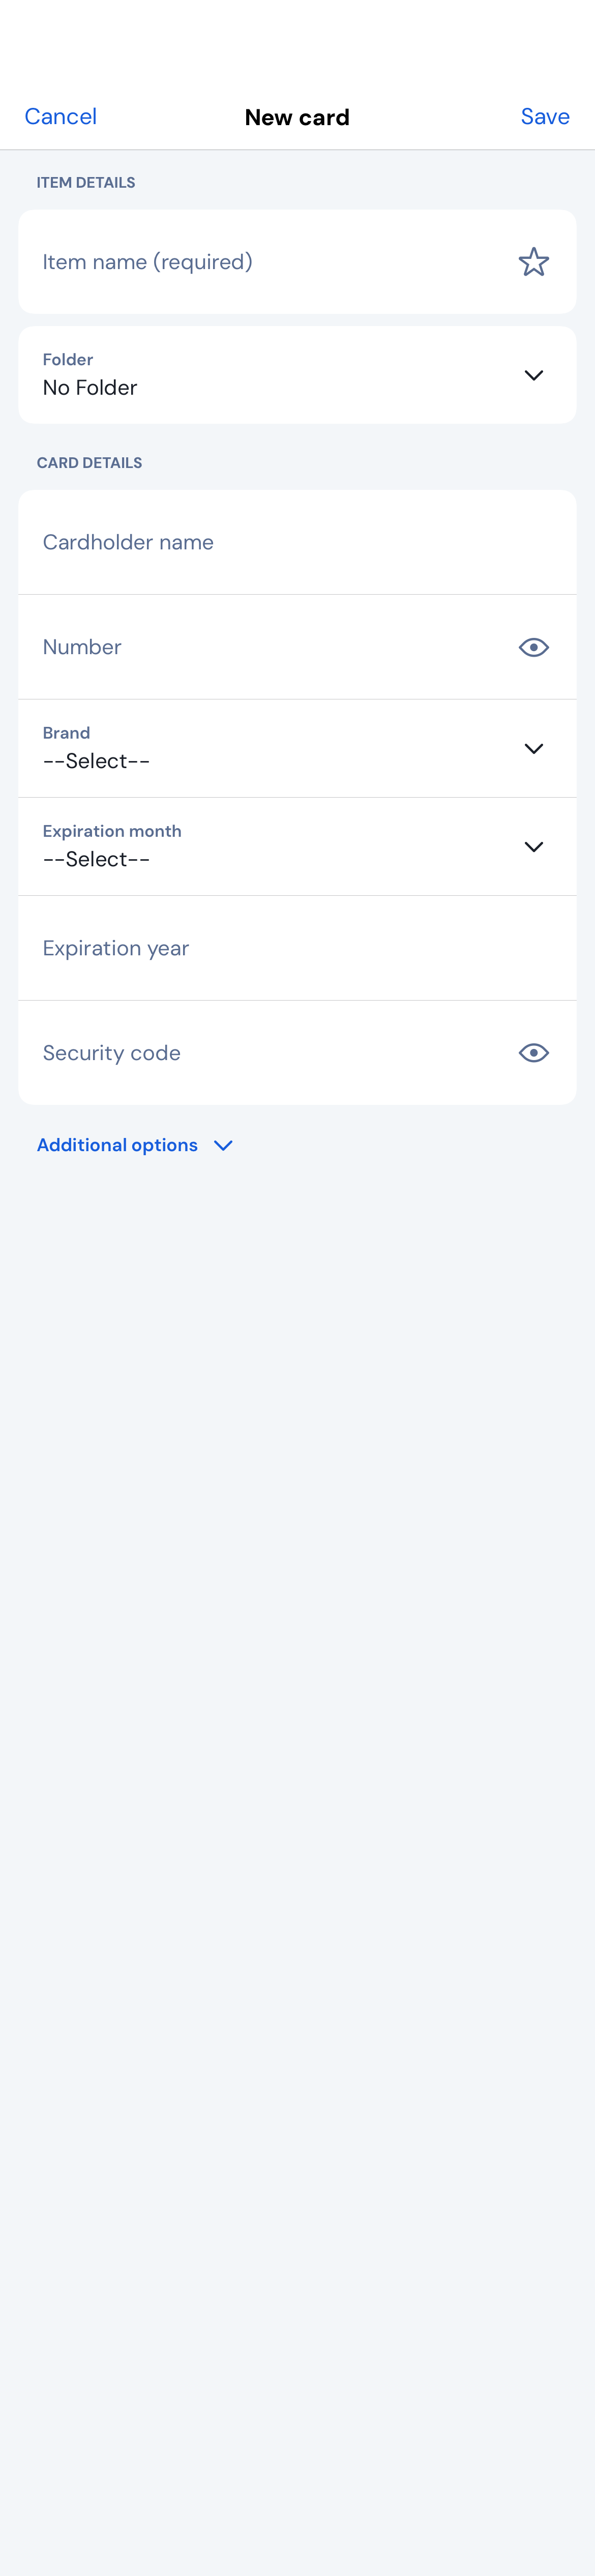 Cancel New card Save
ITEM DETAILS
Item name (required)
Folder
No Folder
CARD DETAILS
Cardholder name
Number
Brand
--Select--
Expiration month
--Select--
Expiration year
Security code
Additional options